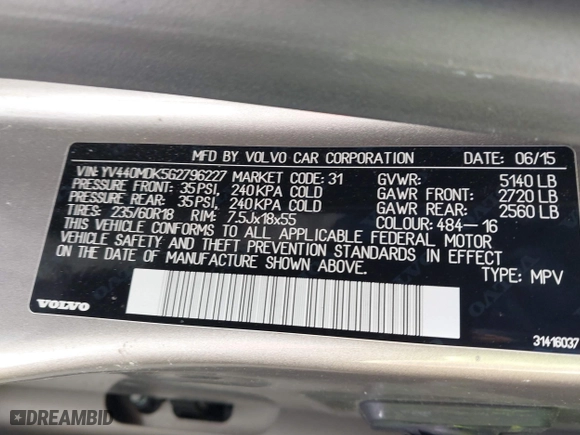 MFD BY VOLVO CAR CORPORATION DATE 06/15
VIN: YV440MDK5G2796227 MARKET CODE: 31 GVWR: 5140 LB
PRESSURE FRONT: 35PSI, 240KPA COLD GAWR FRONT: 2720 LB
PRESSURE REAR: 35PSI, 240 KPA COLD GAWR REAR: 2560 LB
TIRES: 235/60R18 RIM: 7.5Jx18x55 COLOUR: 484-16
THIS VEHICLE CONFORMS TO ALL APPLICABLE FEDERAL MOTOR
VEHICLE SAFETY AND THEFT PREVENTION STANDARDS IN EFFECT
ON THE DATE OF MANUFACTURE SHOWN ABOVE. TYPE: MPV
VOLVO
31416037
DREAMBID